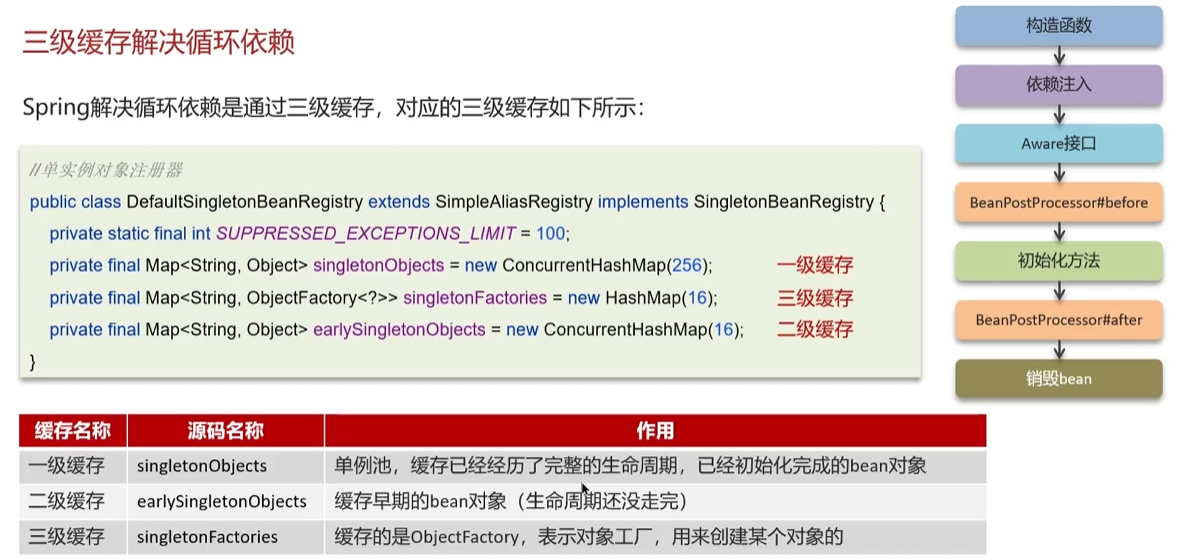 三级缓存解决循环依赖
Spring解决循环依赖是通过三级缓存，对应的三级缓存如下所示：
//单实例对象注册器
public class DefaultSingletonBeanRegistry extends SimpleAliasRegistry implements SingletonBeanRegistry {
private static final int SUPPRESSED_EXCEPTIONS_LIMIT = 100;
private final Map<String, Object> singletonObjects = new ConcurrentHashMap(256); 一级缓存
private final Map<String, ObjectFactory<?>> singletonFactories = new HashMap(16); 三级缓存
private final Map<String, Object> earlySingletonObjects = new ConcurrentHashMap(16); 二级缓存
}
缓存名称 源码名称 作用
一级缓存 singletonObjects 单例池，缓存已经经历了完整的生命周期，已经初始化完成的bean对象
二级缓存 earlySingletonObjects 缓存早期的bean对象（生命周期还没走完）
三级缓存 singletonFactories 缓存的是ObjectFactory，表示对象工厂，用来创建某个对象的
构造函数
依赖注入
Aware接口
BeanPostProcessor#before
初始化方法
BeanPostProcessor#after
销毁bean